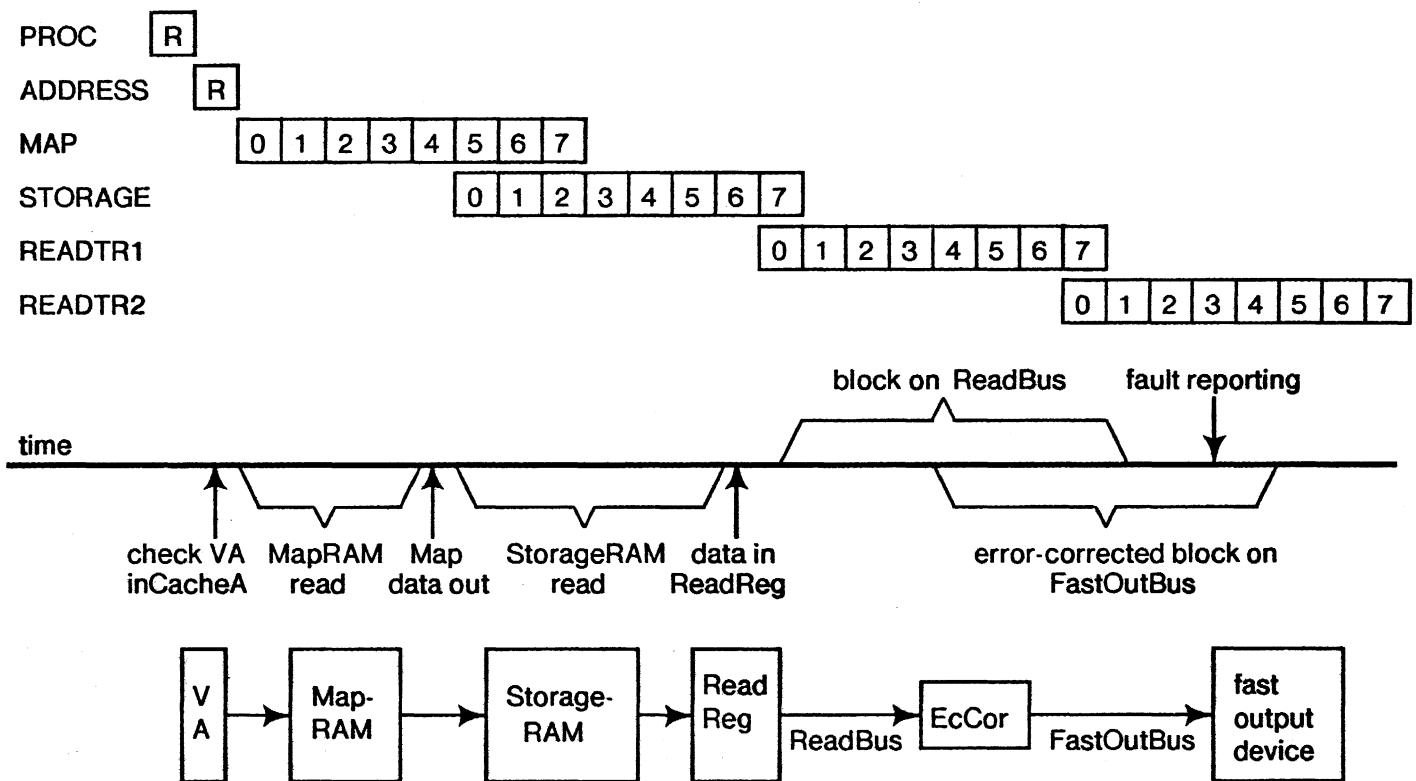 PROC R
ADDRESS R
MAP 0 1 2 3 4 5 6 7
STORAGE 0 1 2 3 4 5 6 7
READTR1 0 1 2 3 4 5 6 7
READTR2 0 1 2 3 4 5 6 7
block on ReadBus
fault reporting
time
check VA
inCacheA
MapRAM
read
Map
data out
StorageRAM
read
data in
ReadReg
error-corrected block on
FastOutBus
V
A
Map-
RAM
Storage-
RAM
Read
Reg
ReadBus
EcCor
FastOutBus
fast
output
device